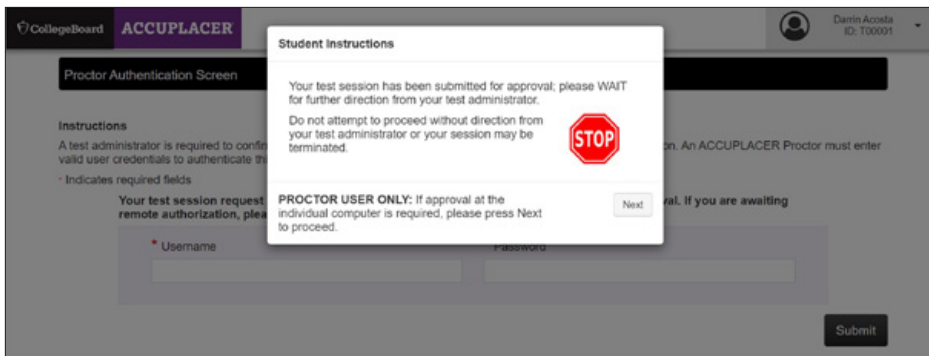 CollegeBoard ACCUPLACER
Darrin Acosta
ID: T00001
Student Instructions
Proctor Authentication Screen
Your test session has been submitted for approval; please WAIT
for further direction from your test administrator.
Do not attempt to proceed without direction from
your test administrator or your session may be
terminated.
STOP
Instructions
A test administrator is required to confir
on. An ACCUPLACER Proctor must enter
valid user credentials to authenticate thi
* Indicates required fields
Your test session request
val. If you are awaiting
remote authorization, plea
PROCTOR USER ONLY: If approval at the
individual computer is required, please press Next
to proceed.
Next
* Username
Password
Submit